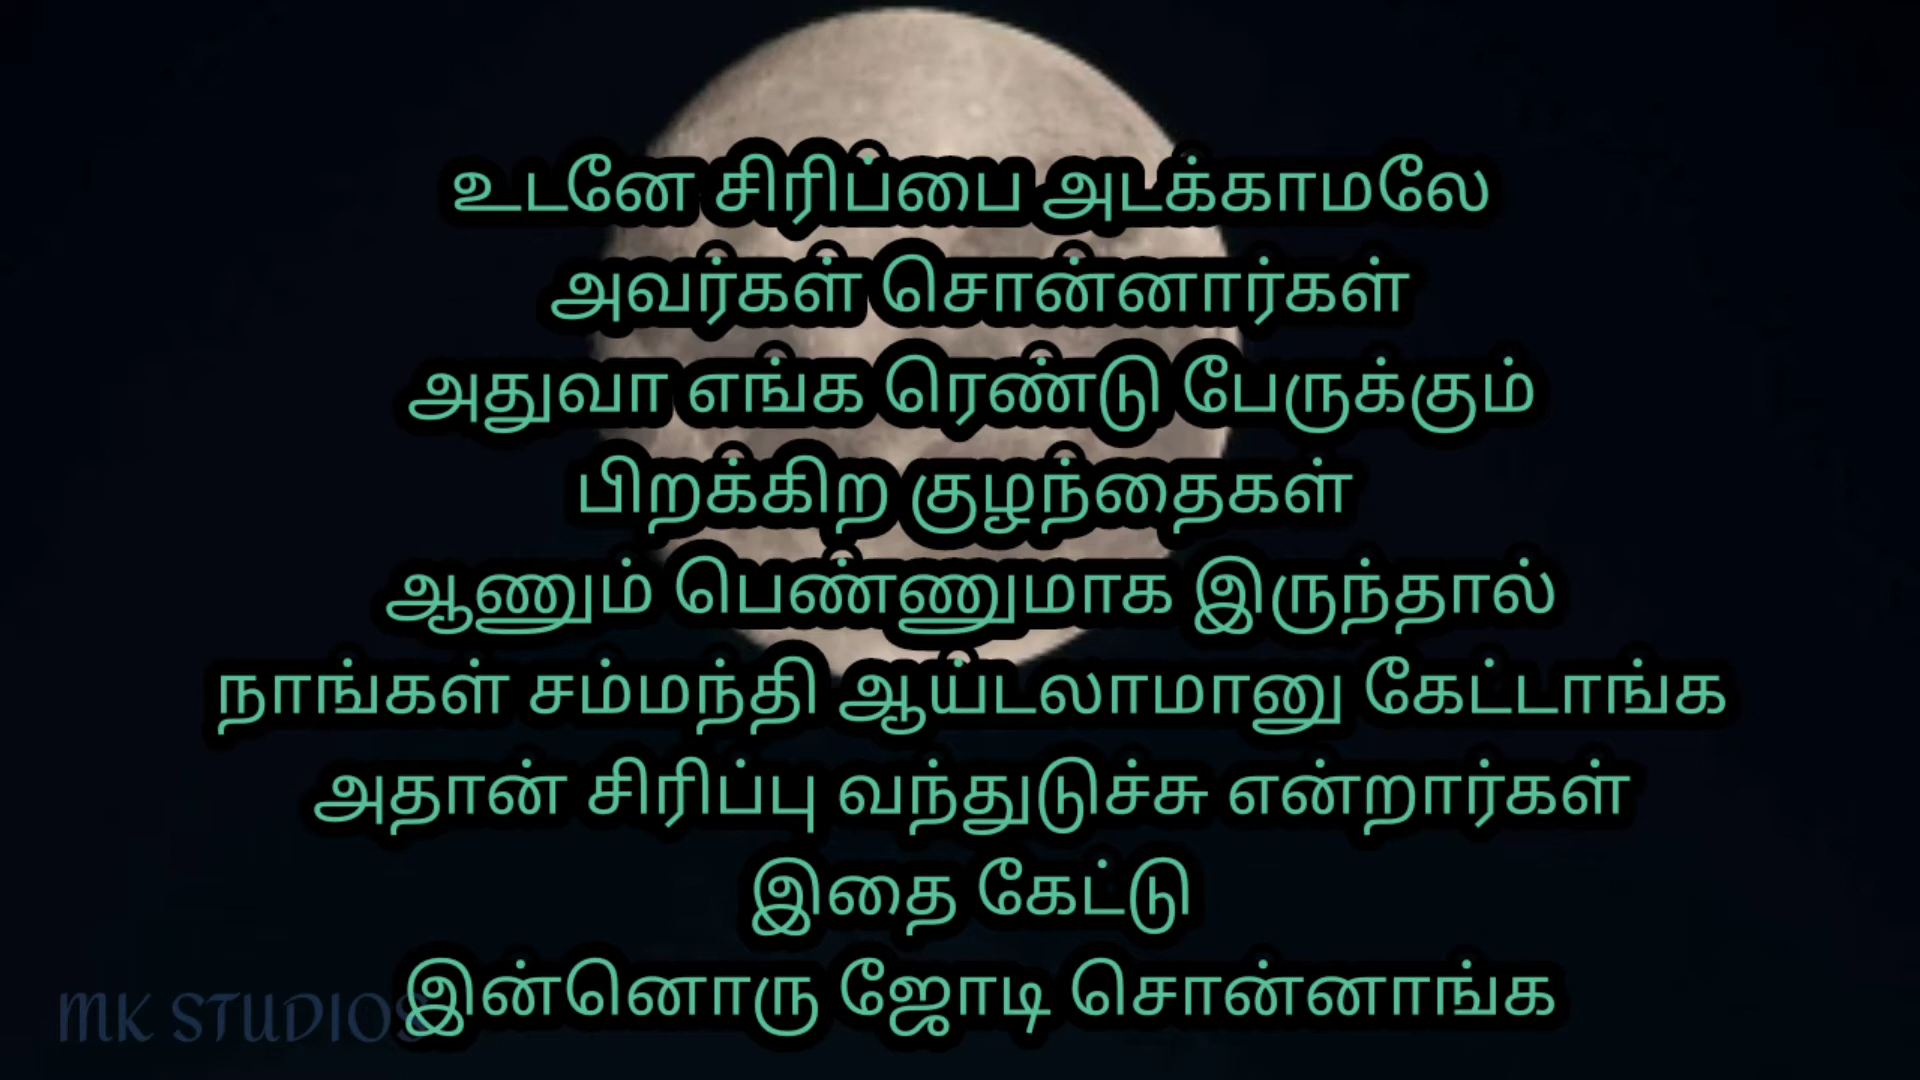 உடனே சிரிப்பை அடக்காமலே
அவர்கள் சொன்னார்கள்
அதுவா எங்க ரெண்டு பேருக்கும்
பிறக்கிற குழந்தைகள்
ஆணும் பெண்ணுமாக இருந்தால்
நாங்கள் சம்மந்தி ஆய்டலாமானு கேட்டாங்க
அதான் சிரிப்பு வந்துடுச்சு என்றார்கள்
இதை கேட்டு
இன்னொரு ஜோடி சொன்னாங்க
MK STUDIOS